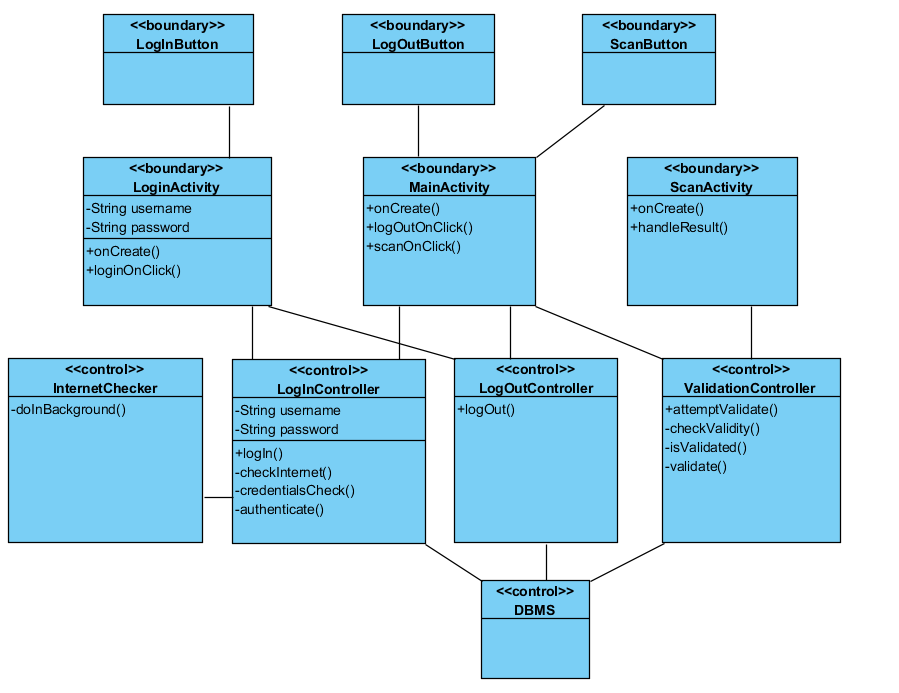 <<boundary>>
LogInButton
<<boundary>>
LogOutButton
<<boundary>>
ScanButton
<<boundary>>
LoginActivity
-String username
-String password
+onCreate()
+loginOnClick()
<<boundary>>
MainActivity
+onCreate()
+logOutOnClick()
+scanOnClick()
<<boundary>>
ScanActivity
+onCreate()
+handleResult()
<<control>>
InternetChecker
-doInBackground()
<<control>>
LogInController
-String username
-String password
+logIn()
-checkInternet()
-credentialsCheck()
-authenticate()
<<control>>
LogOutController
+logOut()
<<control>>
ValidationController
+attemptValidate()
-checkValidity()
-isValidated()
-validate()
<<control>>
DBMS